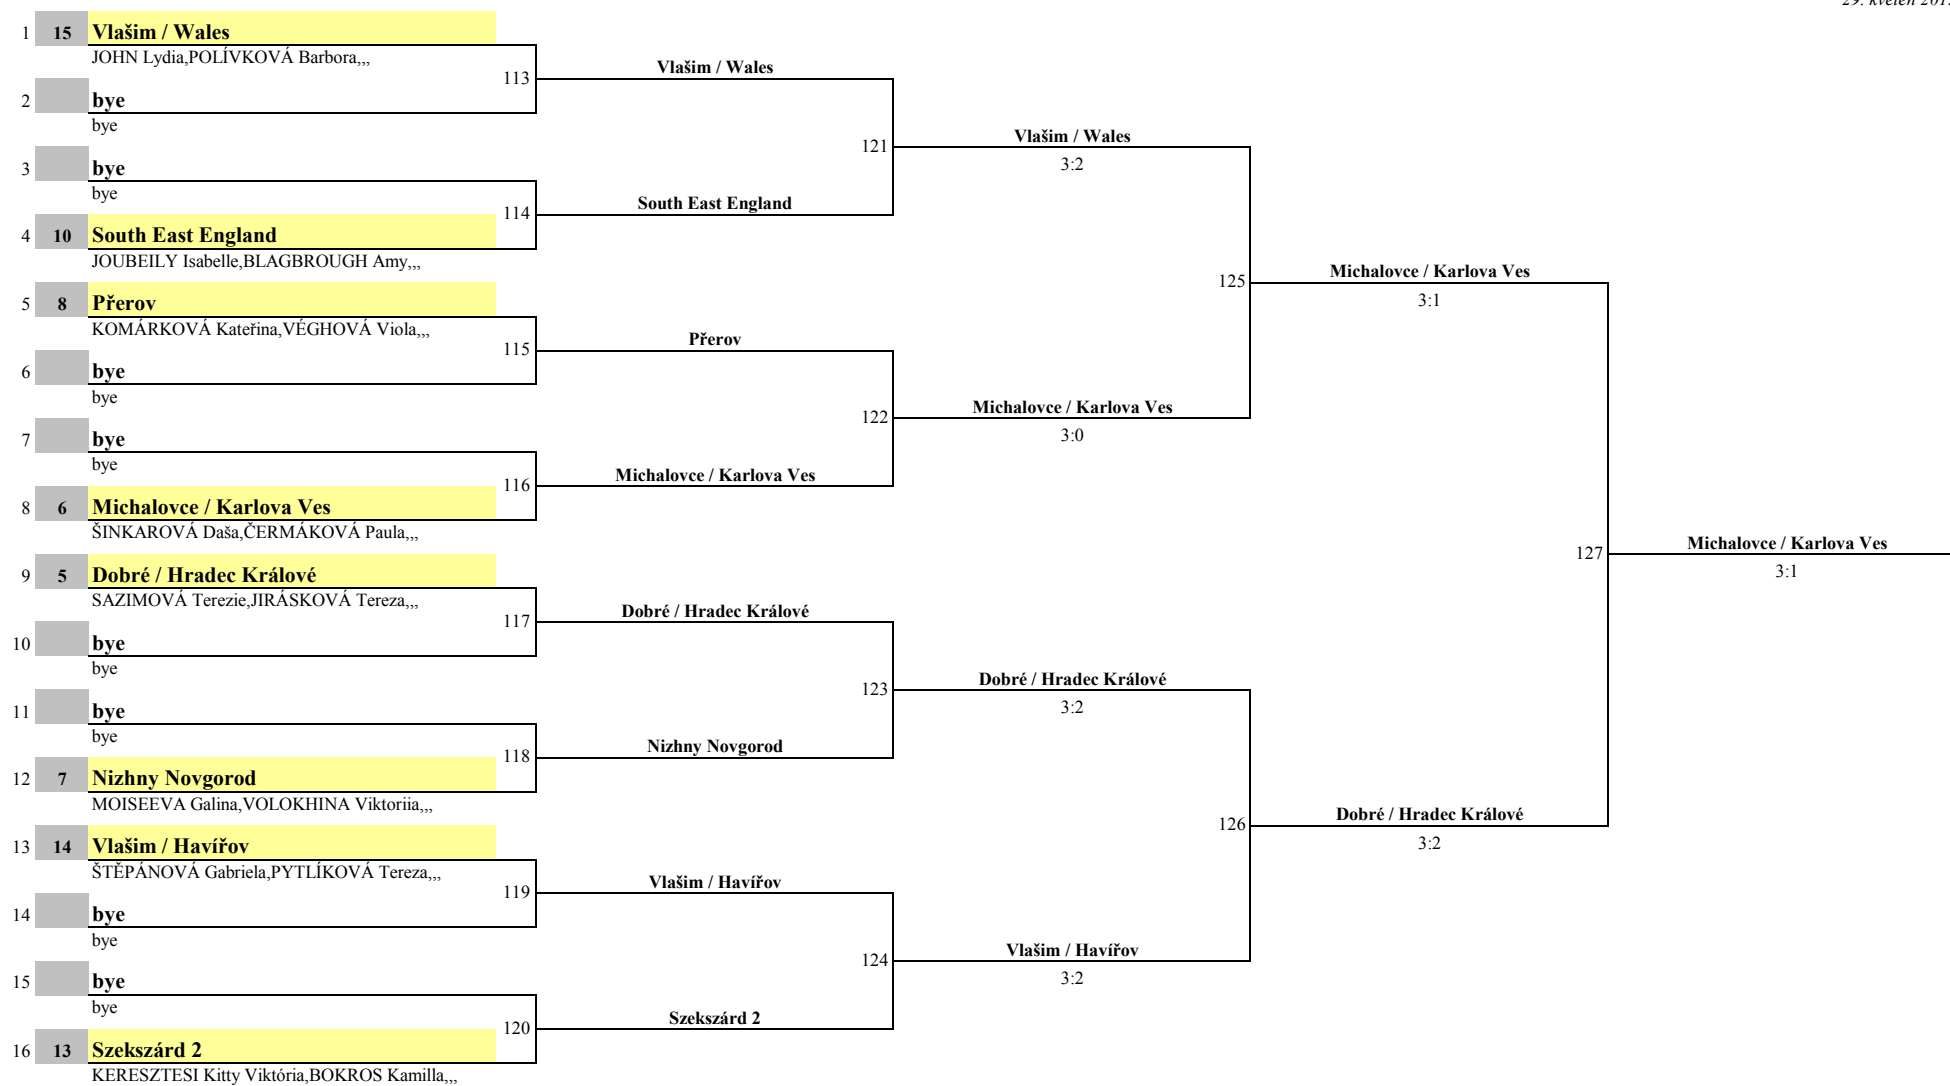 29. květen 201
1 15 Vlašim / Wales
JOHN Lydia,POLÍVKOVÁ Barbora,,,
113
Vlašim / Wales
2 bye
bye
121
Vlašim / Wales
3:2
3 bye
bye
114
South East England
4 10 South East England
JOUBEILY Isabelle,BLAGBROUGH Amy,,,
125
Michalovce / Karlova Ves
3:1
5 8 Přerov
KOMÁRKOVÁ Kateřina,VÉGHOVÁ Viola,,,
115
Přerov
6 bye
bye
122
Michalovce / Karlova Ves
3:0
7 bye
bye
116
Michalovce / Karlova Ves
8 6 Michalovce / Karlova Ves
ŠINKAROVÁ Daša,ČERMÁKOVÁ Paula,,,
127
Michalovce / Karlova Ves
3:1
9 5 Dobré / Hradec Králové
SAZIMOVÁ Terezie,JIRÁSKOVÁ Tereza,,,
117
Dobré / Hradec Králové
10 bye
bye
123
Dobré / Hradec Králové
3:2
11 bye
bye
118
Nizhny Novgorod
12 7 Nizhny Novgorod
MOISEEVA Galina,VOLOKHINA Viktoriia,,,
126
Dobré / Hradec Králové
3:2
13 14 Vlašim / Havířov
ŠTĚPÁNOVÁ Gabriela,PYTLÍKOVÁ Tereza,,,
119
Vlašim / Havířov
14 bye
bye
124
Vlašim / Havířov
3:2
15 bye
bye
120
Szekszárd 2
16 13 Szekszárd 2
KERESZTESI Kitty Viktória,BOKROS Kamilla,,,